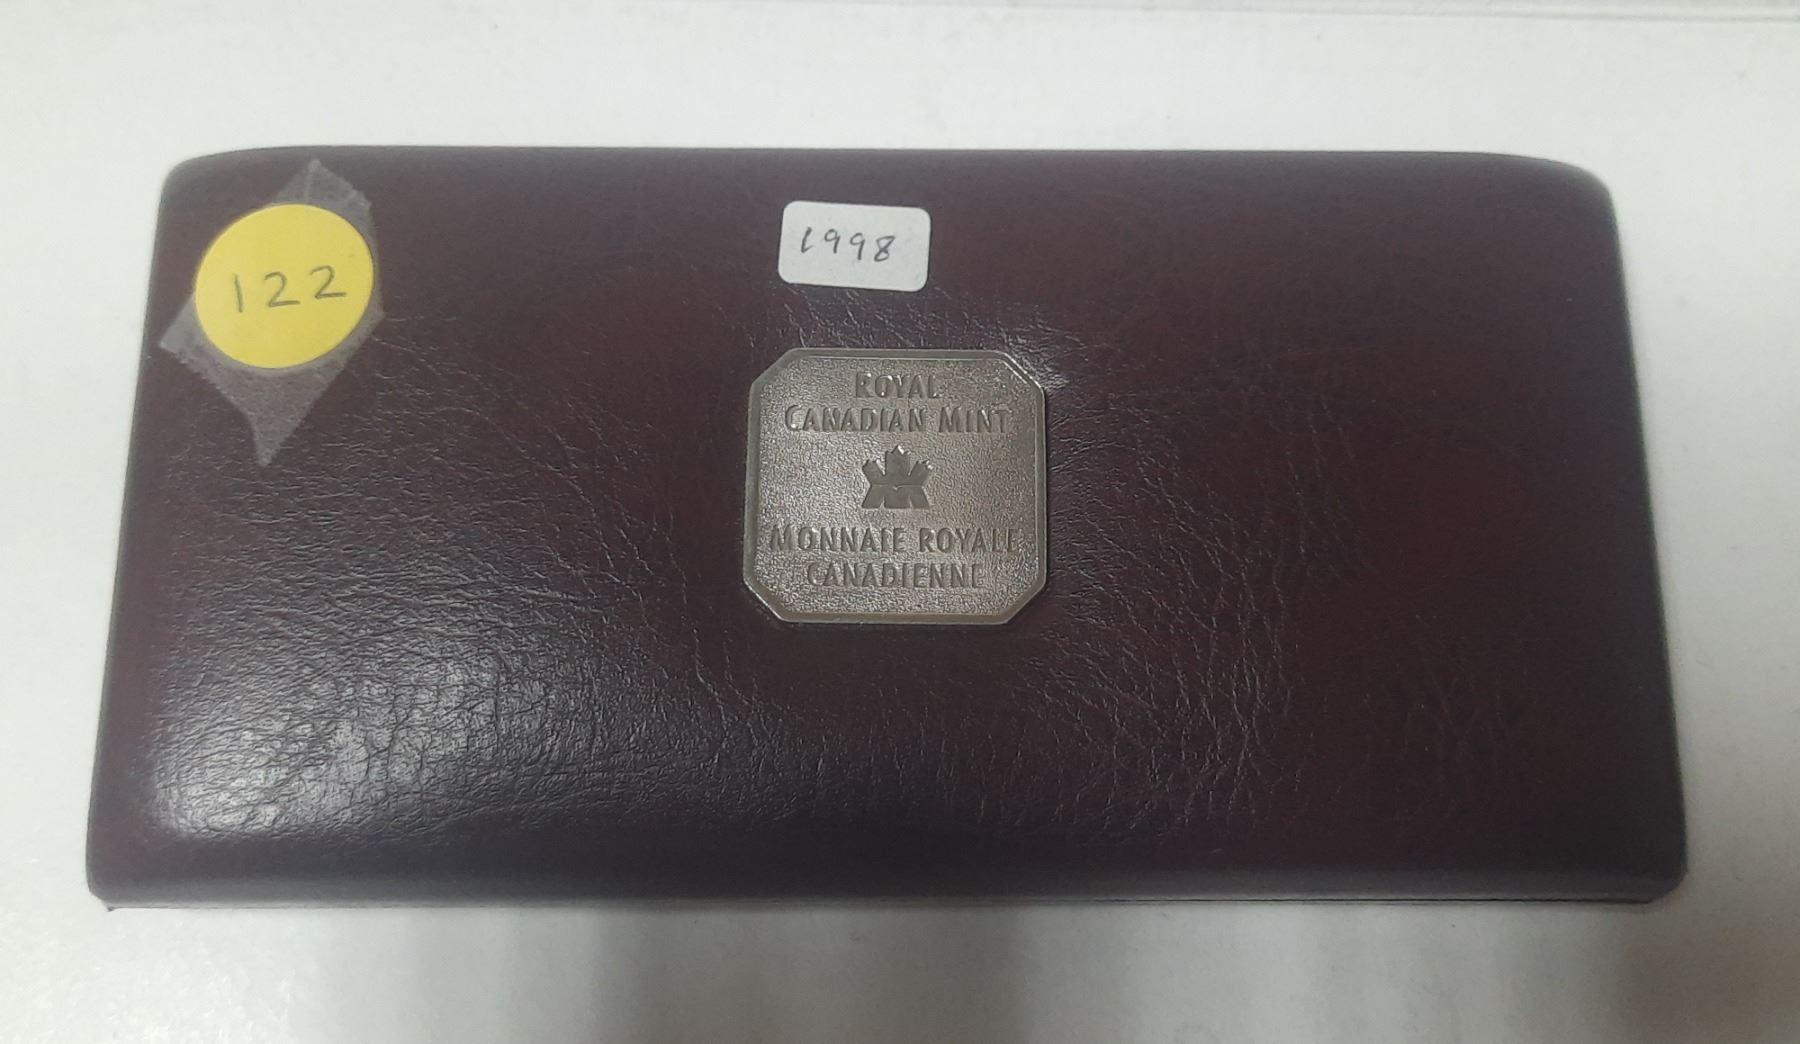 122
1998
ROYAL
CANADIAN MINT
MONNAIE ROYALE
CANADIENNE